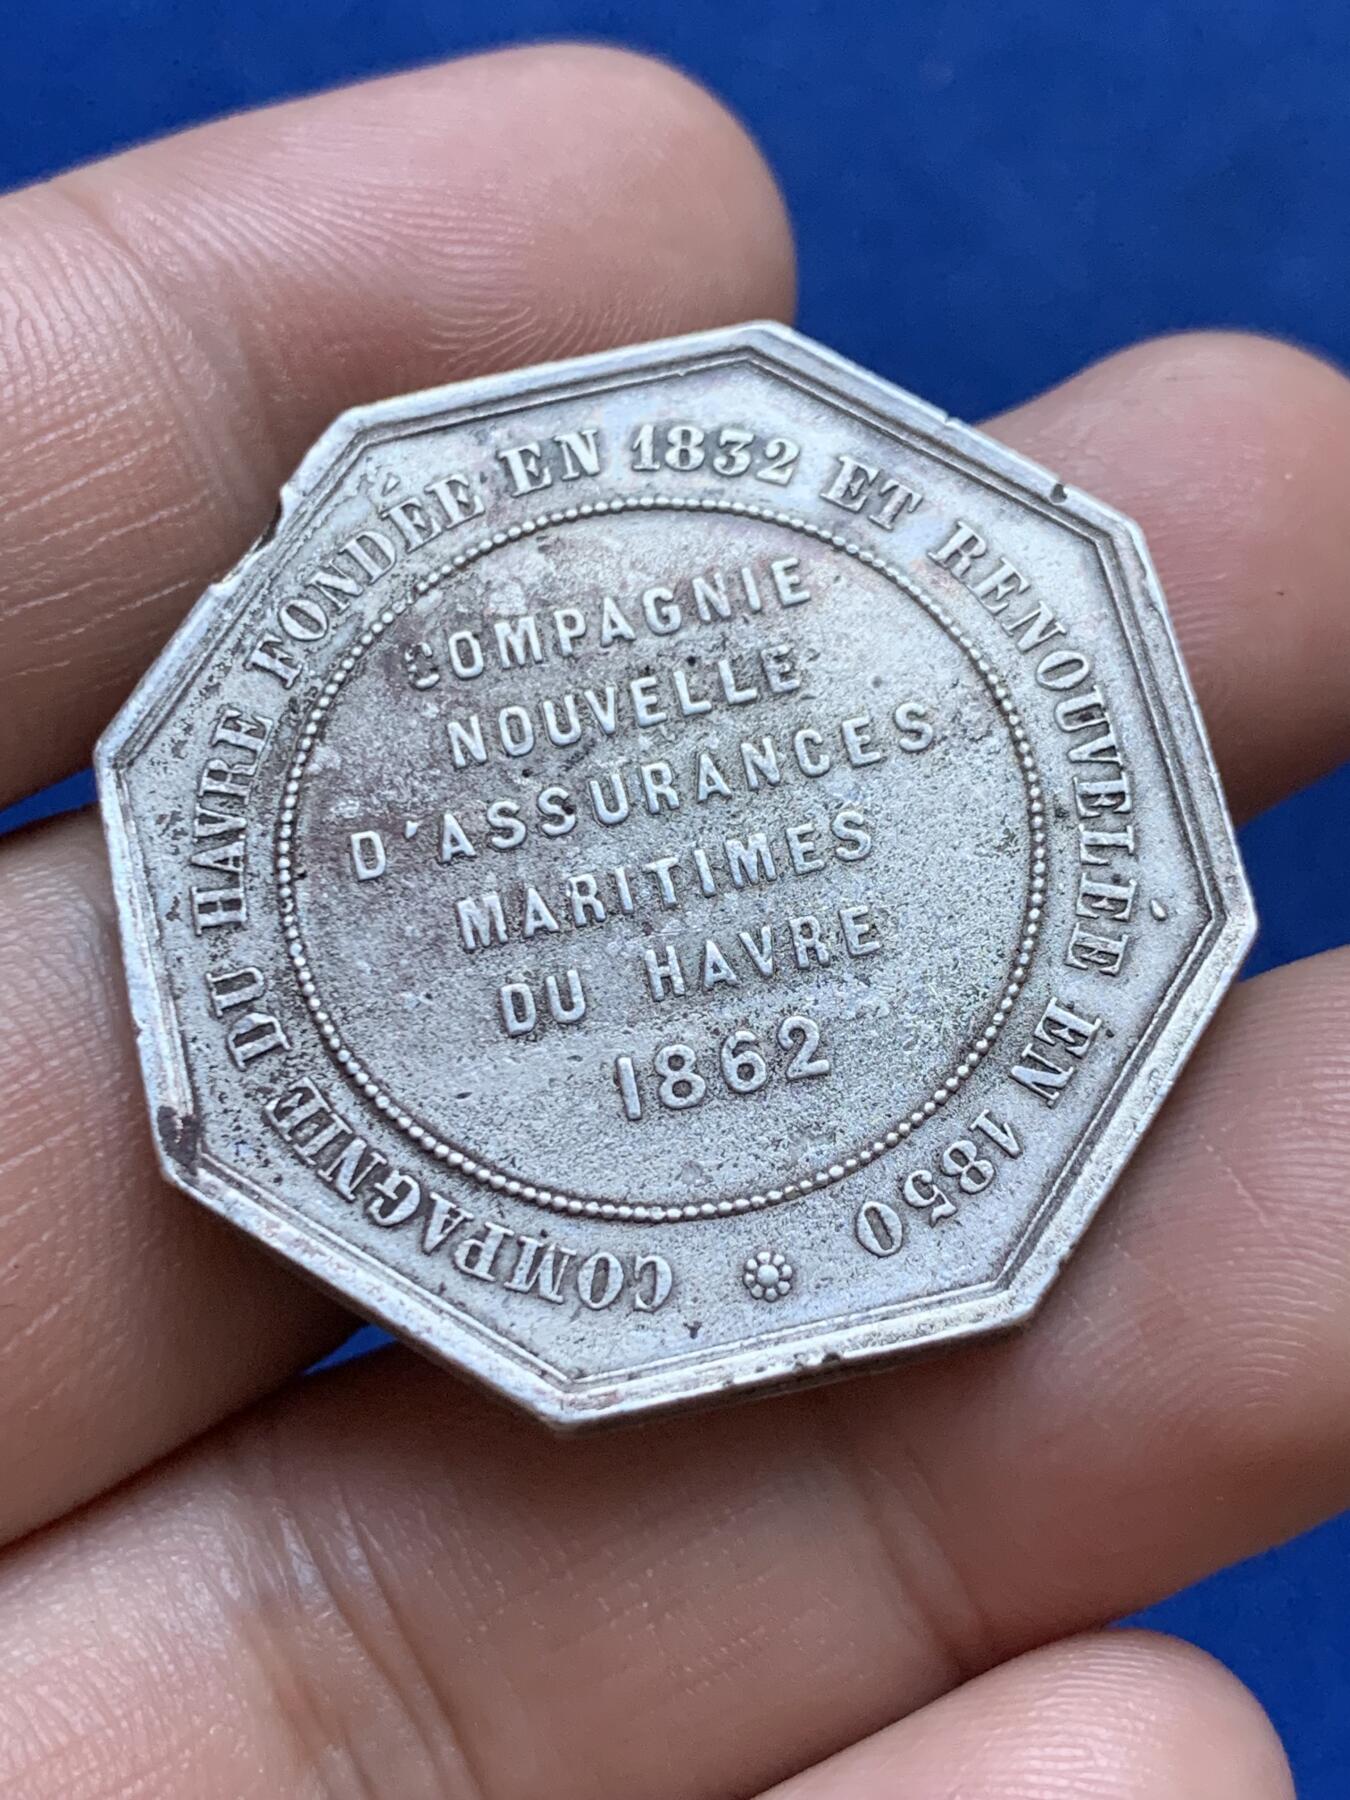 COMPAGNIE DU HAVRE FONDÉE EN 1832 ET RENOUVELÉE EN 1850
COMPAGNIE
NOUVELLE
D'ASSURANCES
MARITIMES
DU HAVRE
1862